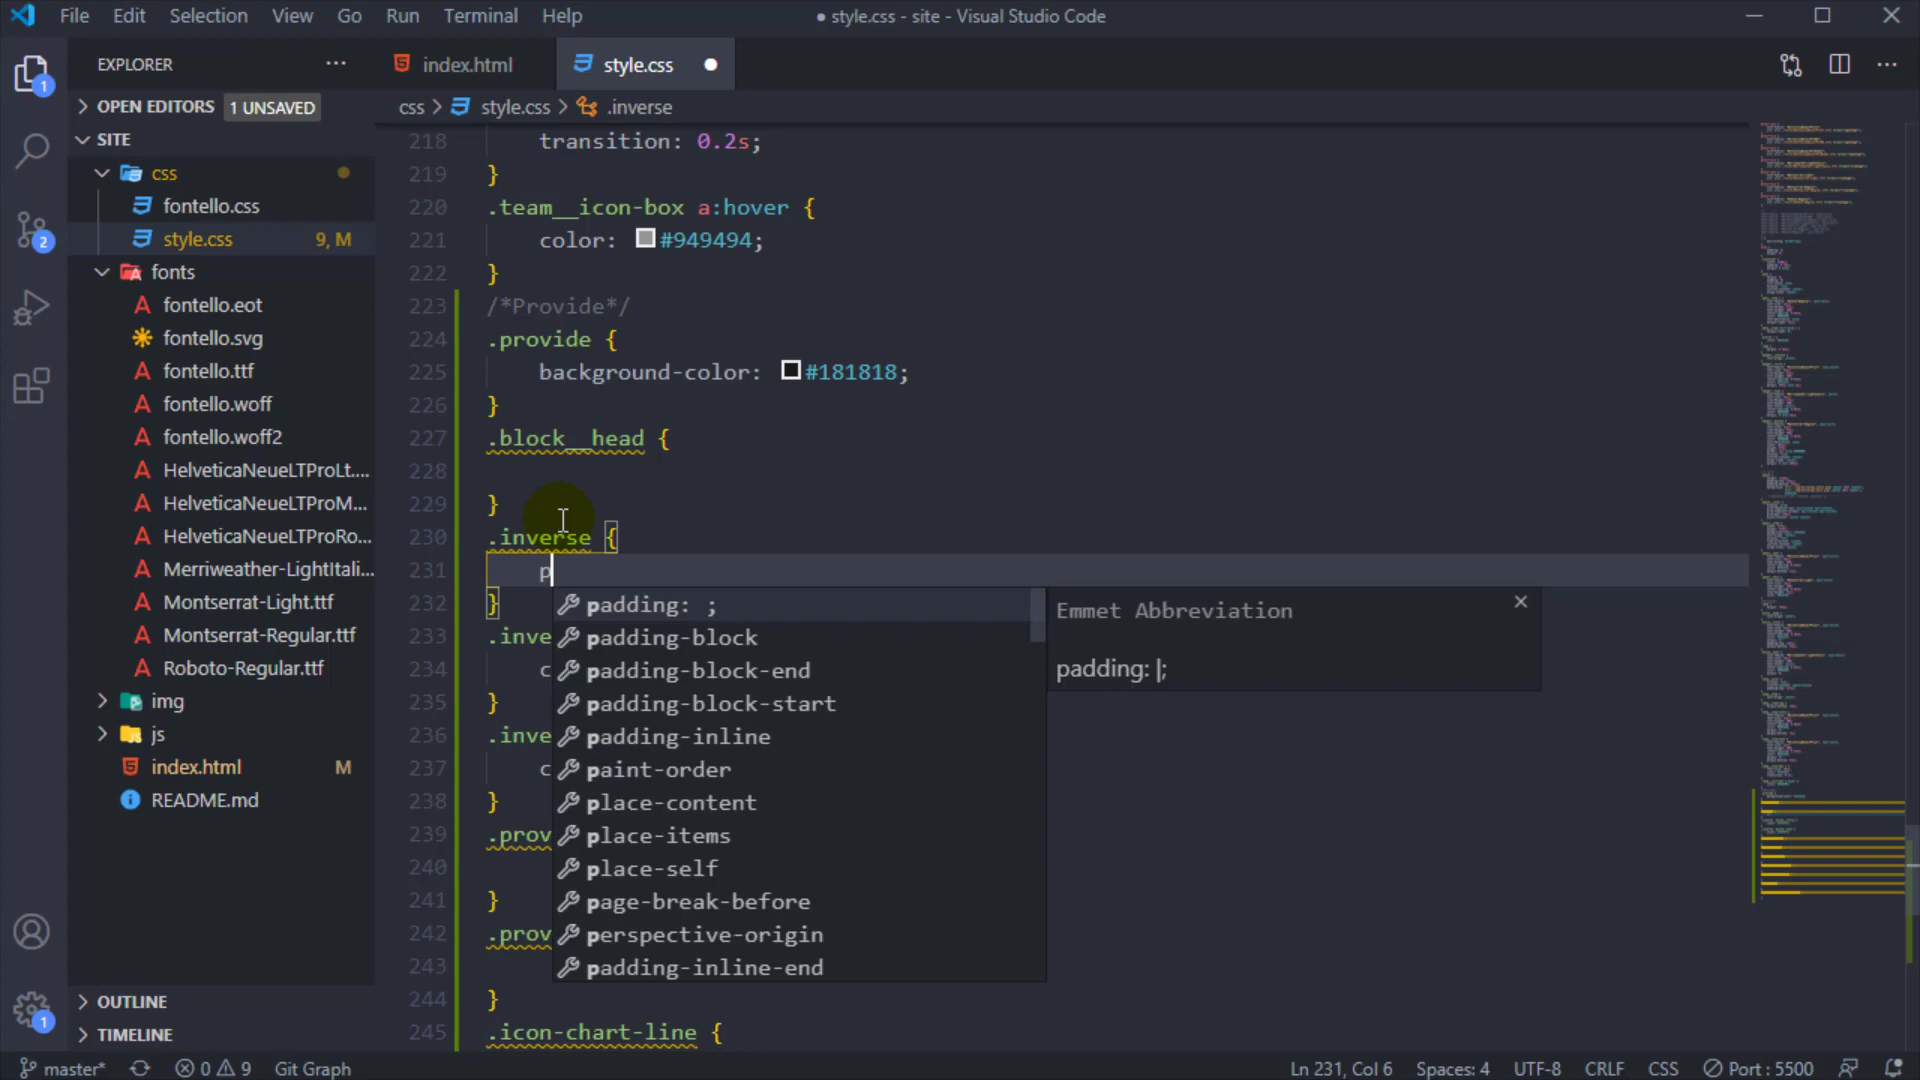 File Edit Selection View Go Run Terminal Help
● style.css - site - Visual Studio Code
EXPLORER
OPEN EDITORS 1 UNSAVED
SITE
css
fontello.css
style.css 9, M
fonts
fontello.eot
fontello.svg
fontello.ttf
fontello.woff
fontello.woff2
HelveticaNeueLTProLt....
HelveticaNeueLTProM...
HelveticaNeueLTProRo...
Merriweather-LightItali...
Montserrat-Light.ttf
Montserrat-Regular.ttf
Roboto-Regular.ttf
img
js
index.html M
README.md
OUTLINE
TIMELINE
1
2
1
index.html
style.css
css > style.css > .inverse
218 transition: 0.2s;
219 }
220 .team__icon-box a:hover {
221 color: #949494;
222 }
223 /*Provide*/
224 .provide {
225 background-color: #181818;
226 }
227 .block__head {
228
229 }
230 .inverse {
231 p
232 }
233 .inve
234 c
235 }
236 .inve
237 c
238 }
239 .prov
240
241 }
242 .prov
243
244 }
245 .icon-chart-line {
padding: ;
padding-block
padding-block-end
padding-block-start
padding-inline
paint-order
place-content
place-items
place-self
page-break-before
perspective-origin
padding-inline-end
Emmet Abbreviation
padding: |;
master* 0 9 Git Graph
Ln 231, Col 6 Spaces: 4 UTF-8 CRLF CSS Port : 5500